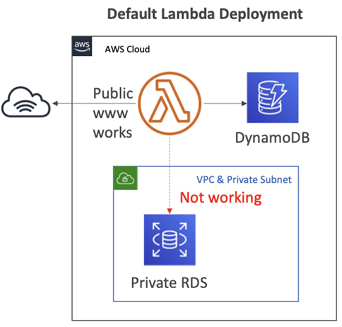 Default Lambda Deployment
aws
AWS Cloud
Public
www
works
DynamoDB
VPC & Private Subnet
Not working
Private RDS